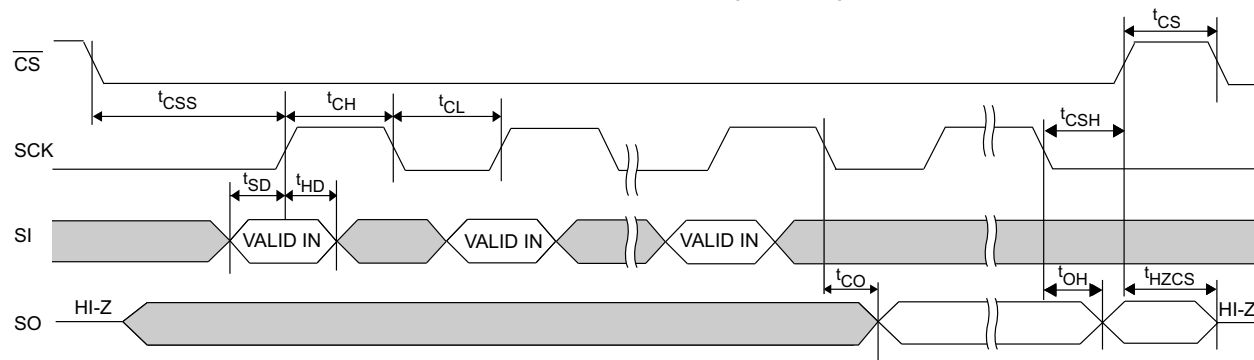 tCS
CS
tCSS
tCH
tCL
tCSH
SCK
tSD
tHD
SI
VALID IN
VALID IN
VALID IN
tCO
tOH
tHZCS
SO
HI-Z
HI-Z